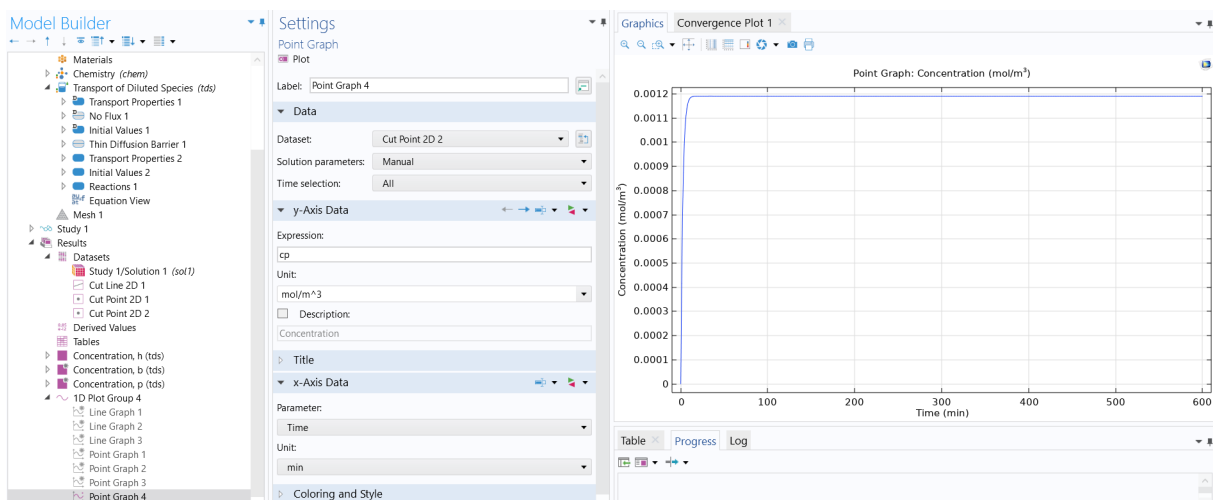 Model Builder
Materials
Chemistry (chem)
Transport of Diluted Species (tds)
Transport Properties 1
No Flux 1
Initial Values 1
Thin Diffusion Barrier 1
Transport Properties 2
Initial Values 2
Reactions 1
Equation View
Mesh 1
Study 1
Results
Datasets
Study 1/Solution 1 (sol1)
Cut Line 2D 1
Cut Point 2D 1
Cut Point 2D 2
Derived Values
Tables
Concentration, h (tds)
Concentration, b (tds)
Concentration, p (tds)
1D Plot Group 4
Line Graph 1
Line Graph 2
Line Graph 3
Point Graph 1
Point Graph 2
Point Graph 3
Point Graph 4
Settings
Point Graph
Plot
Label: Point Graph 4
Data
Dataset: Cut Point 2D 2
Solution parameters: Manual
Time selection: All
y-Axis Data
Expression:
cp
Unit:
mol/m^3
Description:
Concentration
Title
x-Axis Data
Parameter:
Time
Unit:
min
Coloring and Style
Graphics Convergence Plot 1
Point Graph: Concentration (mol/m³)
Concentration (mol/m³)
0.0012
0.0011
0.001
0.0009
0.0008
0.0007
0.0006
0.0005
0.0004
0.0003
0.0002
0.0001
0
0 100 200 300 400 500 600
Time (min)
Table Progress Log